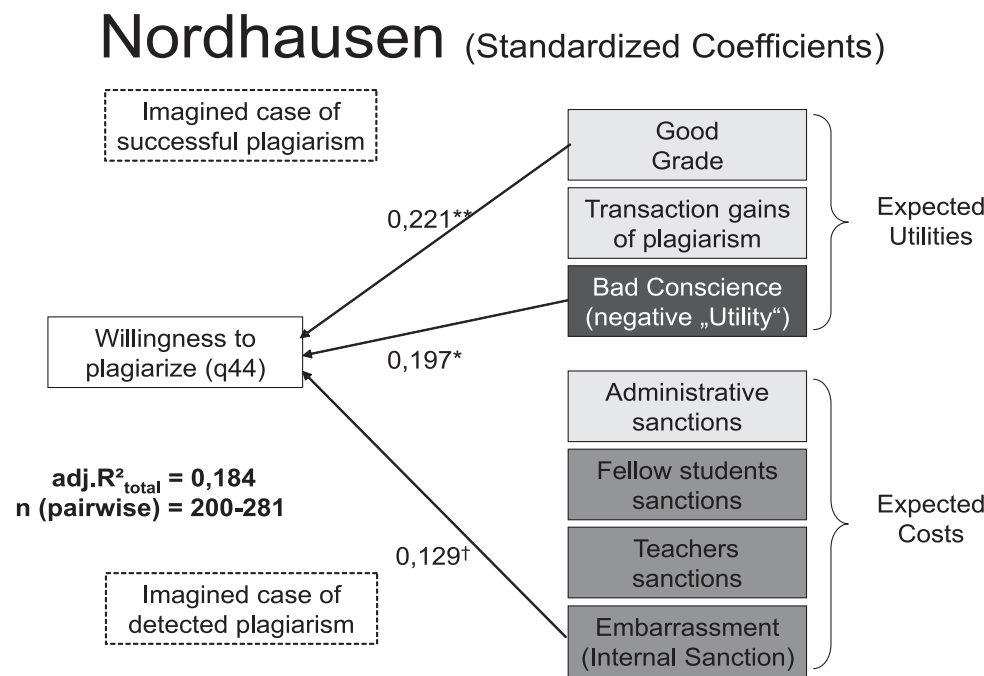 Nordhausen (Standardized Coefficients)
Imagined case of
successful plagiarism
Good
Grade
Transaction gains
of plagiarism
Bad Conscience
(negative „Utility“)
Expected
Utilities
0,221**
0,197*
Willingness to
plagiarize (q44)
adj.R²total = 0,184
n (pairwise) = 200-281
0,129†
Administrative
sanctions
Fellow students
sanctions
Teachers
sanctions
Embarrassment
(Internal Sanction)
Expected
Costs
Imagined case of
detected plagiarism